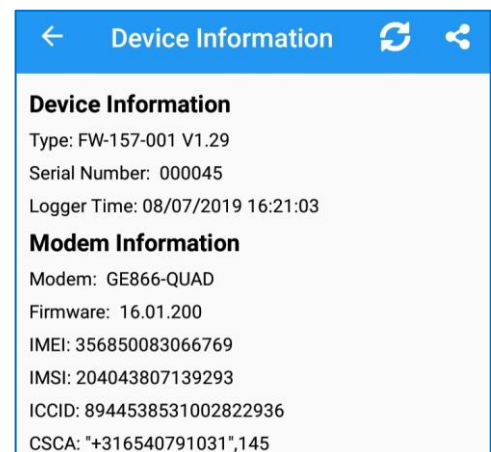 Device Information
Device Information
Type: FW-157-001 V1.29
Serial Number: 000045
Logger Time: 08/07/2019 16:21:03
Modem Information
Modem: GE866-QUAD
Firmware: 16.01.200
IMEI: 356850083066769
IMSI: 204043807139293
ICCID: 8944538531002822936
CSCA: "+316540791031",145